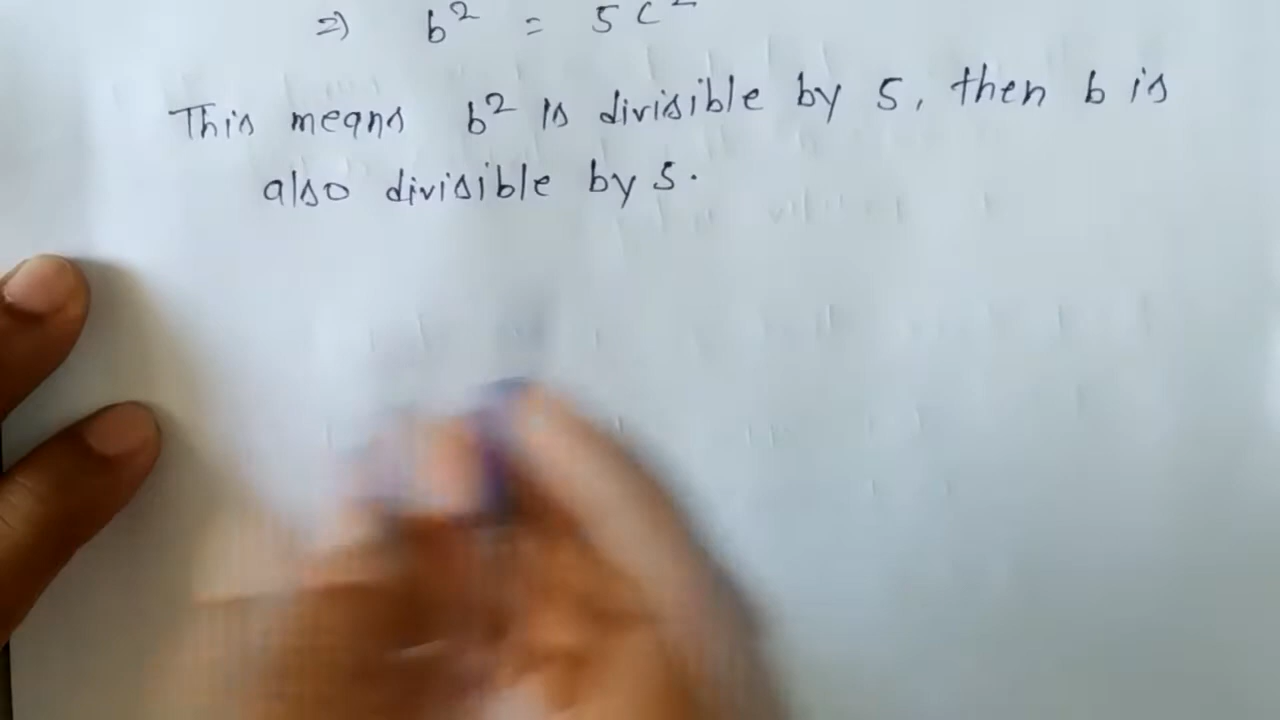 ⇒ b² = 5c²
This means b² is divisible by 5, then b is
also divisible by 5.